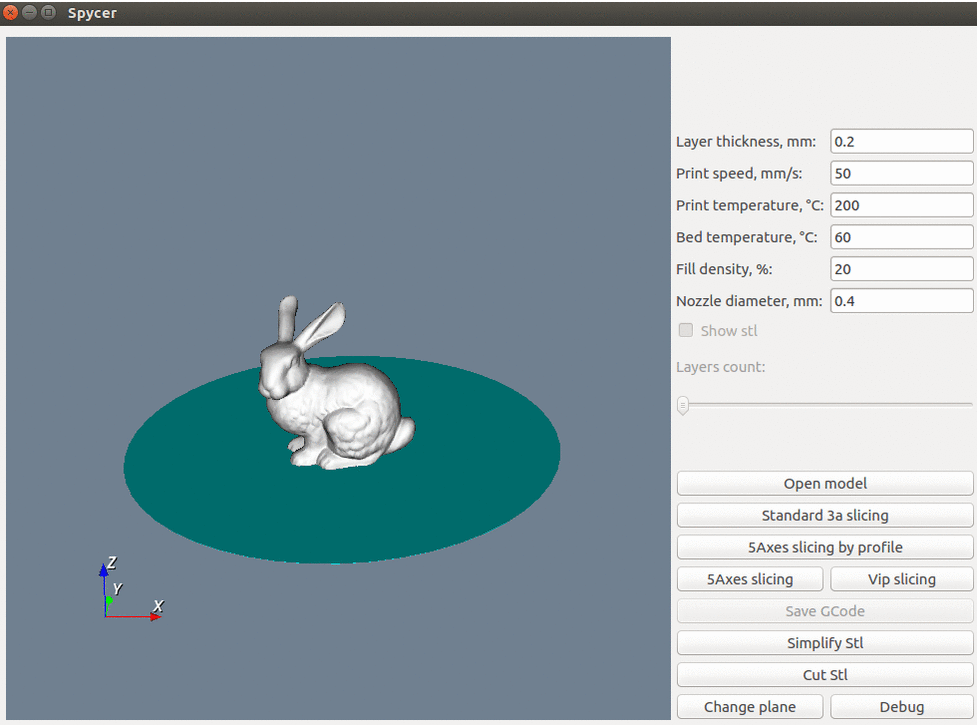 Spycer
Layer thickness, mm: 0.2
Print speed, mm/s: 50
Print temperature, °C: 200
Bed temperature, °C: 60
Fill density, %: 20
Nozzle diameter, mm: 0.4
Show stl
Layers count:
Open model
Standard 3a slicing
5Axes slicing by profile
5Axes slicing Vip slicing
Save GCode
Simplify Stl
Cut Stl
Change plane Debug
Z
Y
X